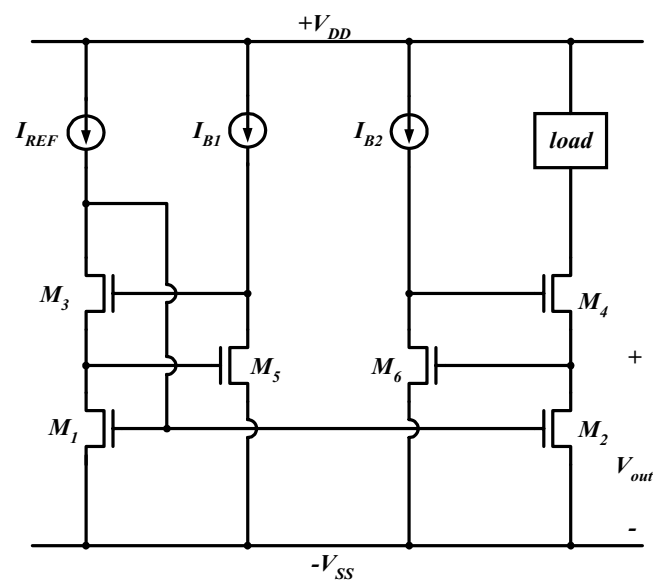 +V_DD
I_REF
I_B1
I_B2
load
M_3
M_4
M_5
M_6
+
M_1
M_2
V_out
-
-V_SS